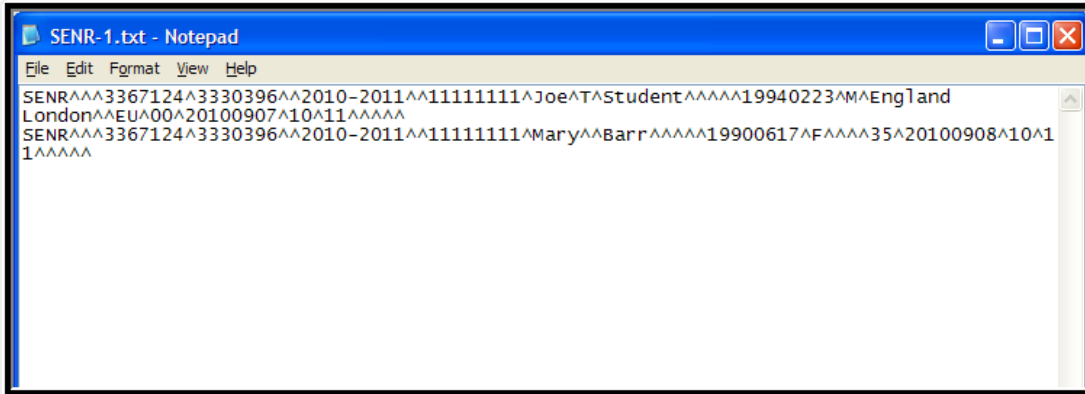 SENR-1.txt - Notepad
File Edit Format View Help
SENR^^^3367124^3330396^^2010-2011^^11111111^Joe^T^Student^^^^^19940223^M^England
London^^EU^00^20100907^10^11^^^^^
SENR^^^3367124^3330396^^2010-2011^^11111111^Mary^^Barr^^^^^19900617^F^^^^35^20100908^10^1
1^^^^^